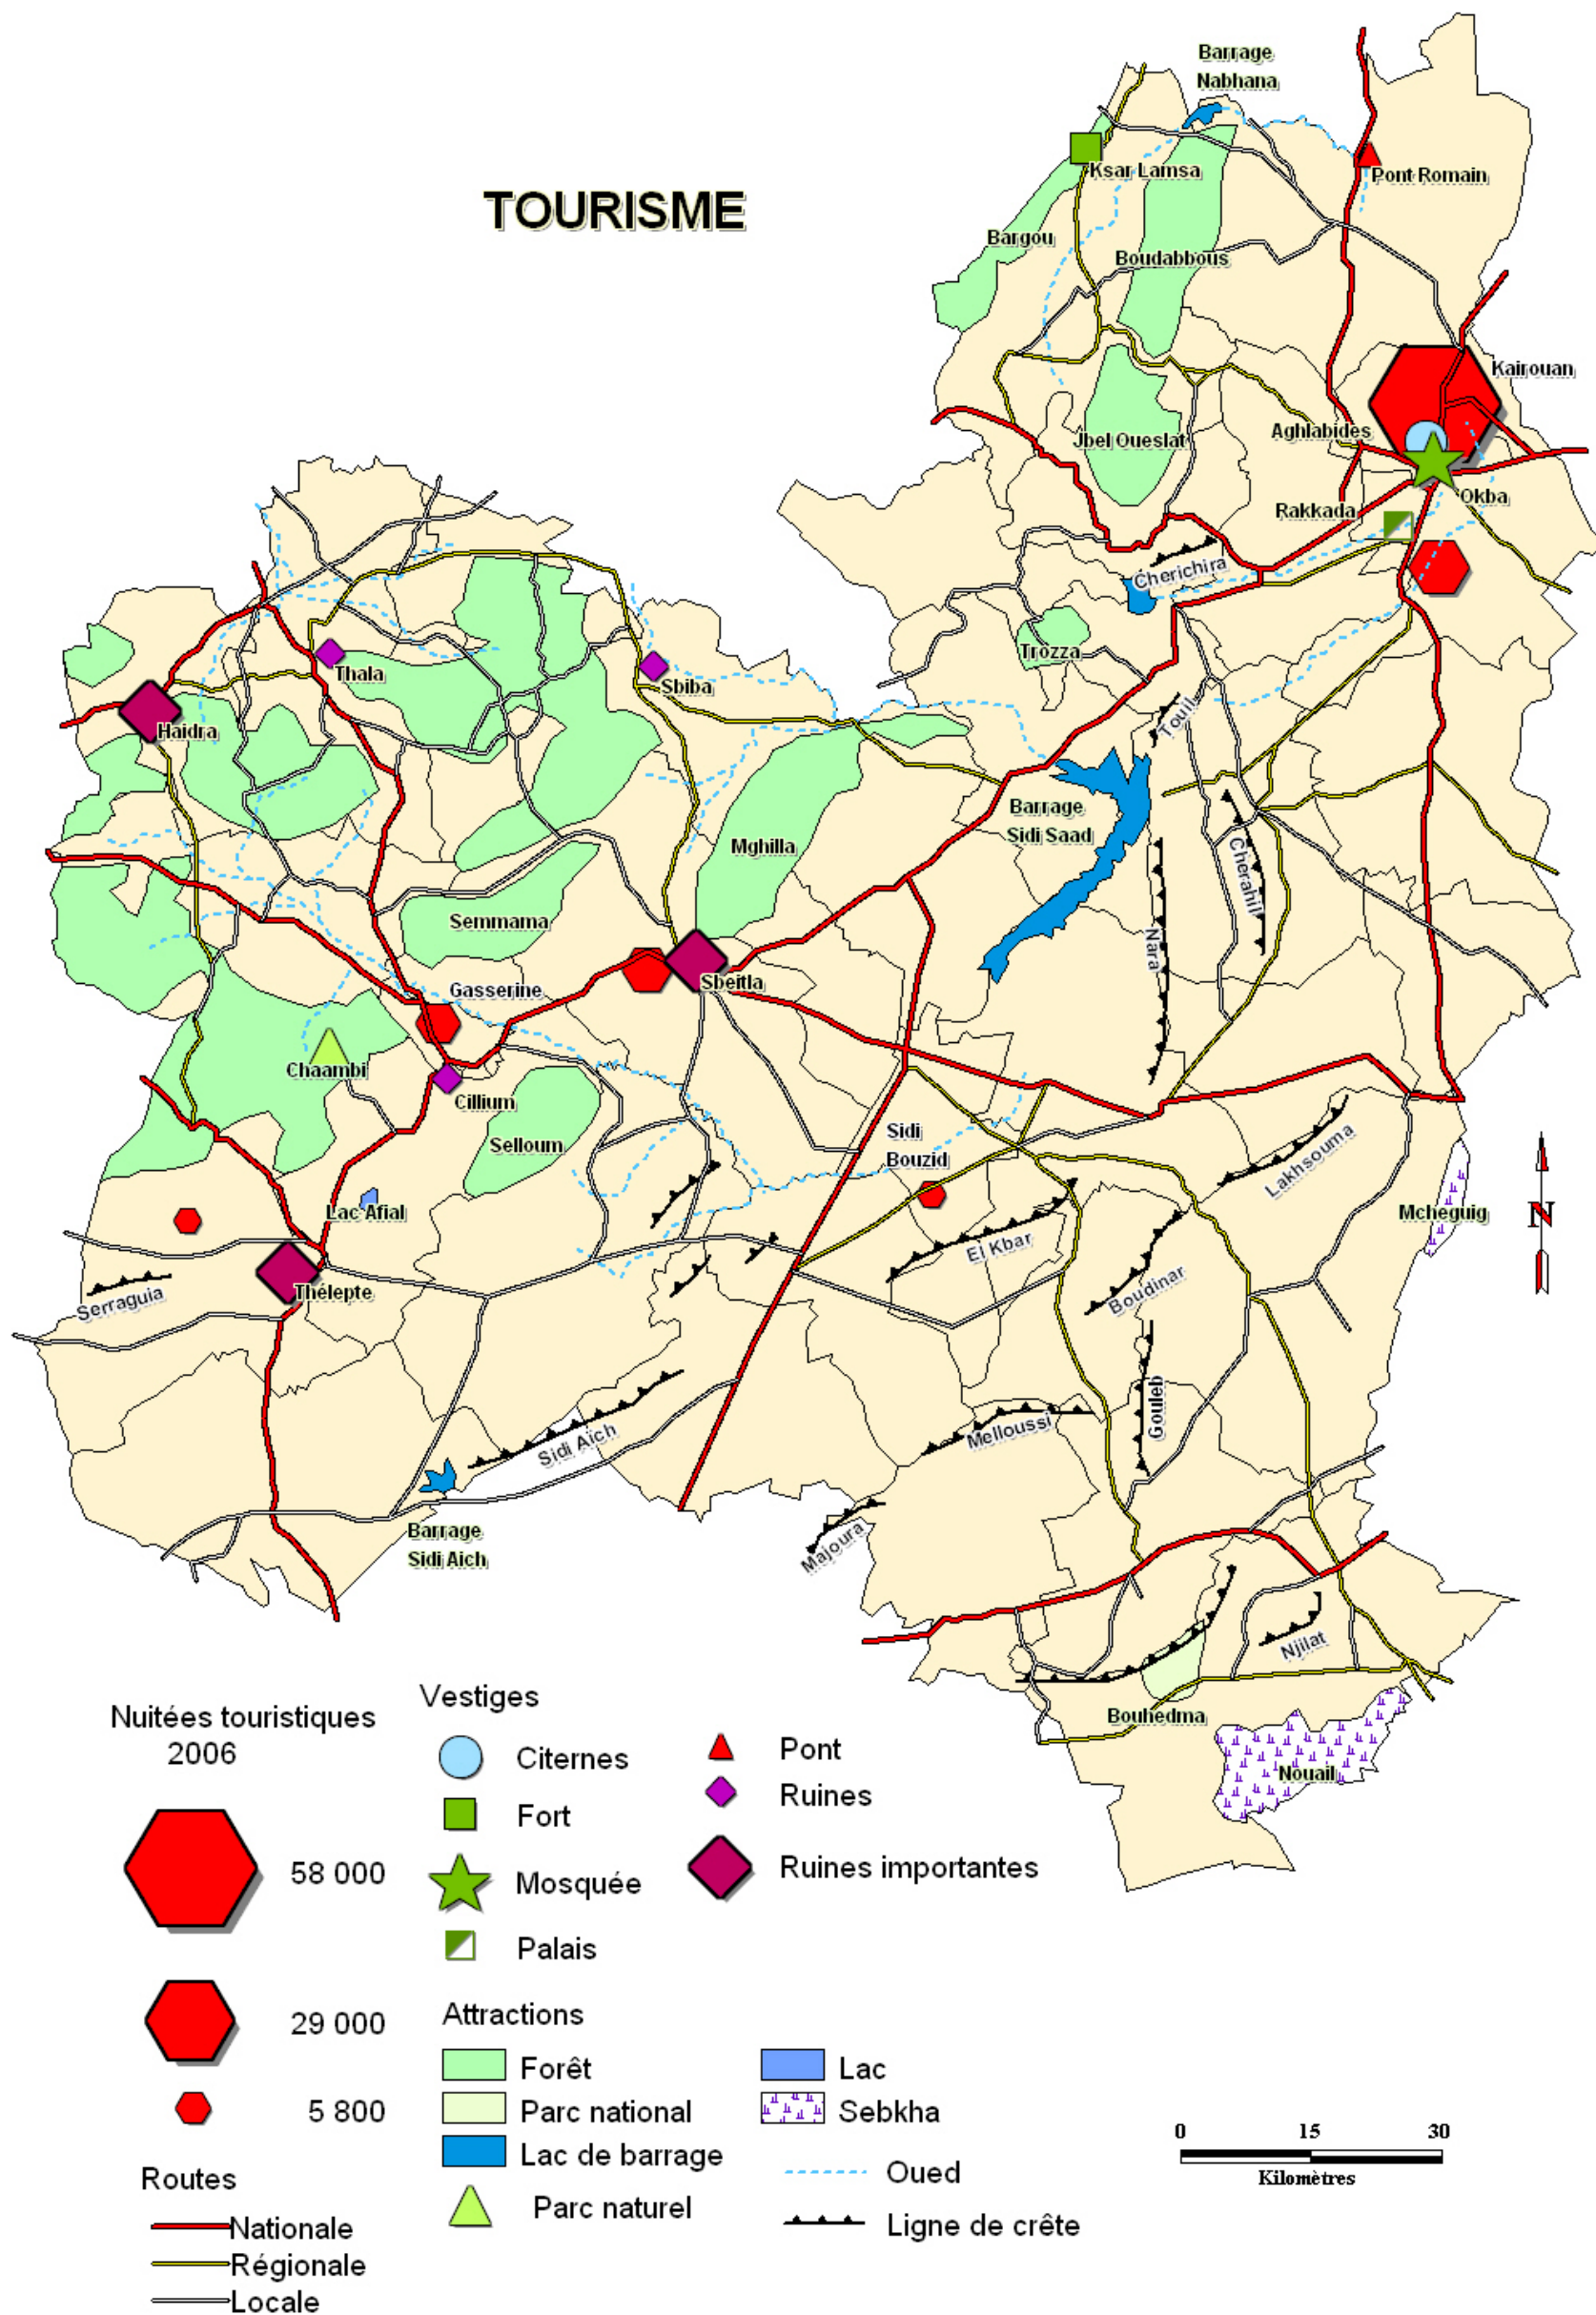 Barrage
Nabhana
TOURISME
Ksar Lamsa
Pont Romain
Bargou
Boudabbous
Kairouan
Aghlabides
Jbel Oueslat
Okba
Rakkada
Cherichira
Trozza
Thala
Sbiba
Haidra
Touil
Barrage
Sidi Saad
Mghilla
Cherahil
Semmama
Nara
Sbeitla
Gasserine
Chaambi
Cillium
Selloum
Sidi
Bouzid
Lakhsouma
Mcheguig
Lac Afial
N
El Kbar
Boudinar
Serraguia
Thélepte
Gouleb
Melloussi
Sidi Aich
Majoura
Barrage
Sidi Aich
Njilat
Bouhedma
Nouail
Nuitées touristiques
2006
58 000
29 000
5 800
Routes
Nationale
Régionale
Locale
Vestiges
Citernes
Fort
Mosquée
Palais
Pont
Ruines
Ruines importantes
Attractions
Forêt
Parc national
Lac de barrage
Parc naturel
Lac
Sebkha
Oued
Ligne de crête
0 15 30
Kilomètres